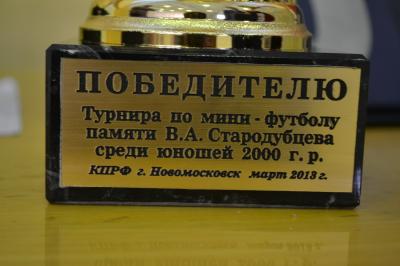 ПОБЕДИТЕЛЮ
Турнира по мини - футболу
памяти В.А. Стародубцева
среди юношей 2000 г. р.
КПРФ г. Новомосковск март 2013 г.